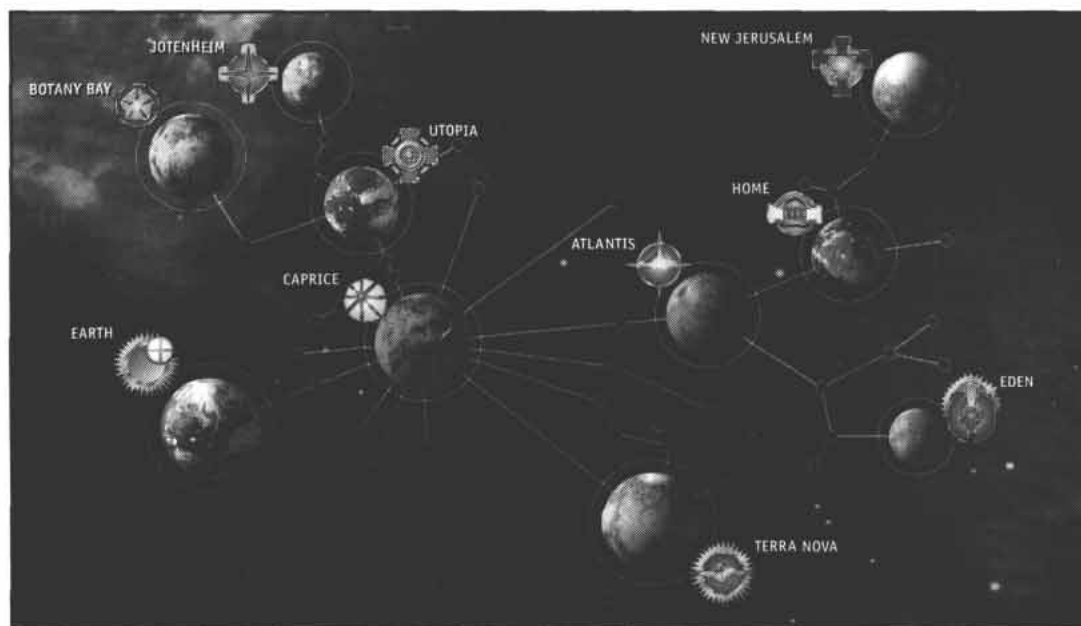 JOTENHEIM
NEW JERUSALEM
BOTANY BAY
UTOPIA
HOME
ATLANTIS
CAPRICE
EARTH
EDEN
TERRA NOVA